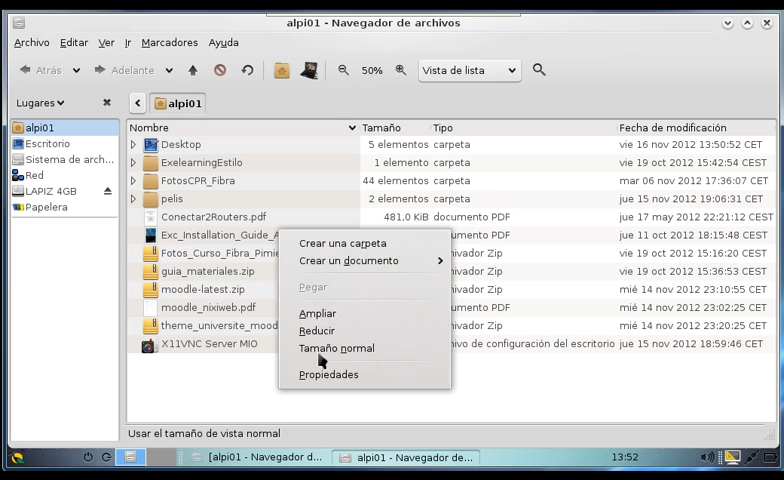 alpi01 - Navegador de archivos
Archivo Editar Ver Ir Marcadores Ayuda
Atrás Adelante 50% Vista de lista
Lugares alpi01
alpi01
Escritorio
Sistema de arch...
Red
LAPIZ 4GB
Papelera
Nombre Tamaño Tipo Fecha de modificación
Desktop 5 elementos carpeta vie 16 nov 2012 13:50:52 CET
ExelearningEstilo 1 elemento carpeta vie 19 oct 2012 15:42:54 CEST
FotosCPR_Fibra 44 elementos carpeta mar 06 nov 2012 17:36:07 CET
pelis 2 elementos carpeta jue 15 nov 2012 19:06:31 CET
Conectar2Routers.pdf 481,0 KiB documento PDF jue 17 may 2012 22:21:12 CEST
Exc_Installation_Guide_A umento PDF jue 11 oct 2012 18:15:48 CEST
Fotos_Curso_Fibra_Pimie hivador Zip vie 19 oct 2012 15:16:20 CEST
guia_materiales.zip hivador Zip vie 19 oct 2012 15:36:53 CEST
moodle-latest.zip hivador Zip mié 14 nov 2012 23:10:55 CET
moodle_nixiweb.pdf umento PDF mié 14 nov 2012 23:02:25 CET
theme_universite_mood hivador Zip mié 14 nov 2012 23:20:25 CET
X11VNC Server MIO hivo de configuración del escritorio jue 15 nov 2012 18:59:46 CET
Crear una carpeta
Crear un documento
Pegar
Ampliar
Reducir
Tamaño normal
Propiedades
Usar el tamaño de vista normal
[alpi01 - Navegador d... alpi01 - Navegador de... 13:52